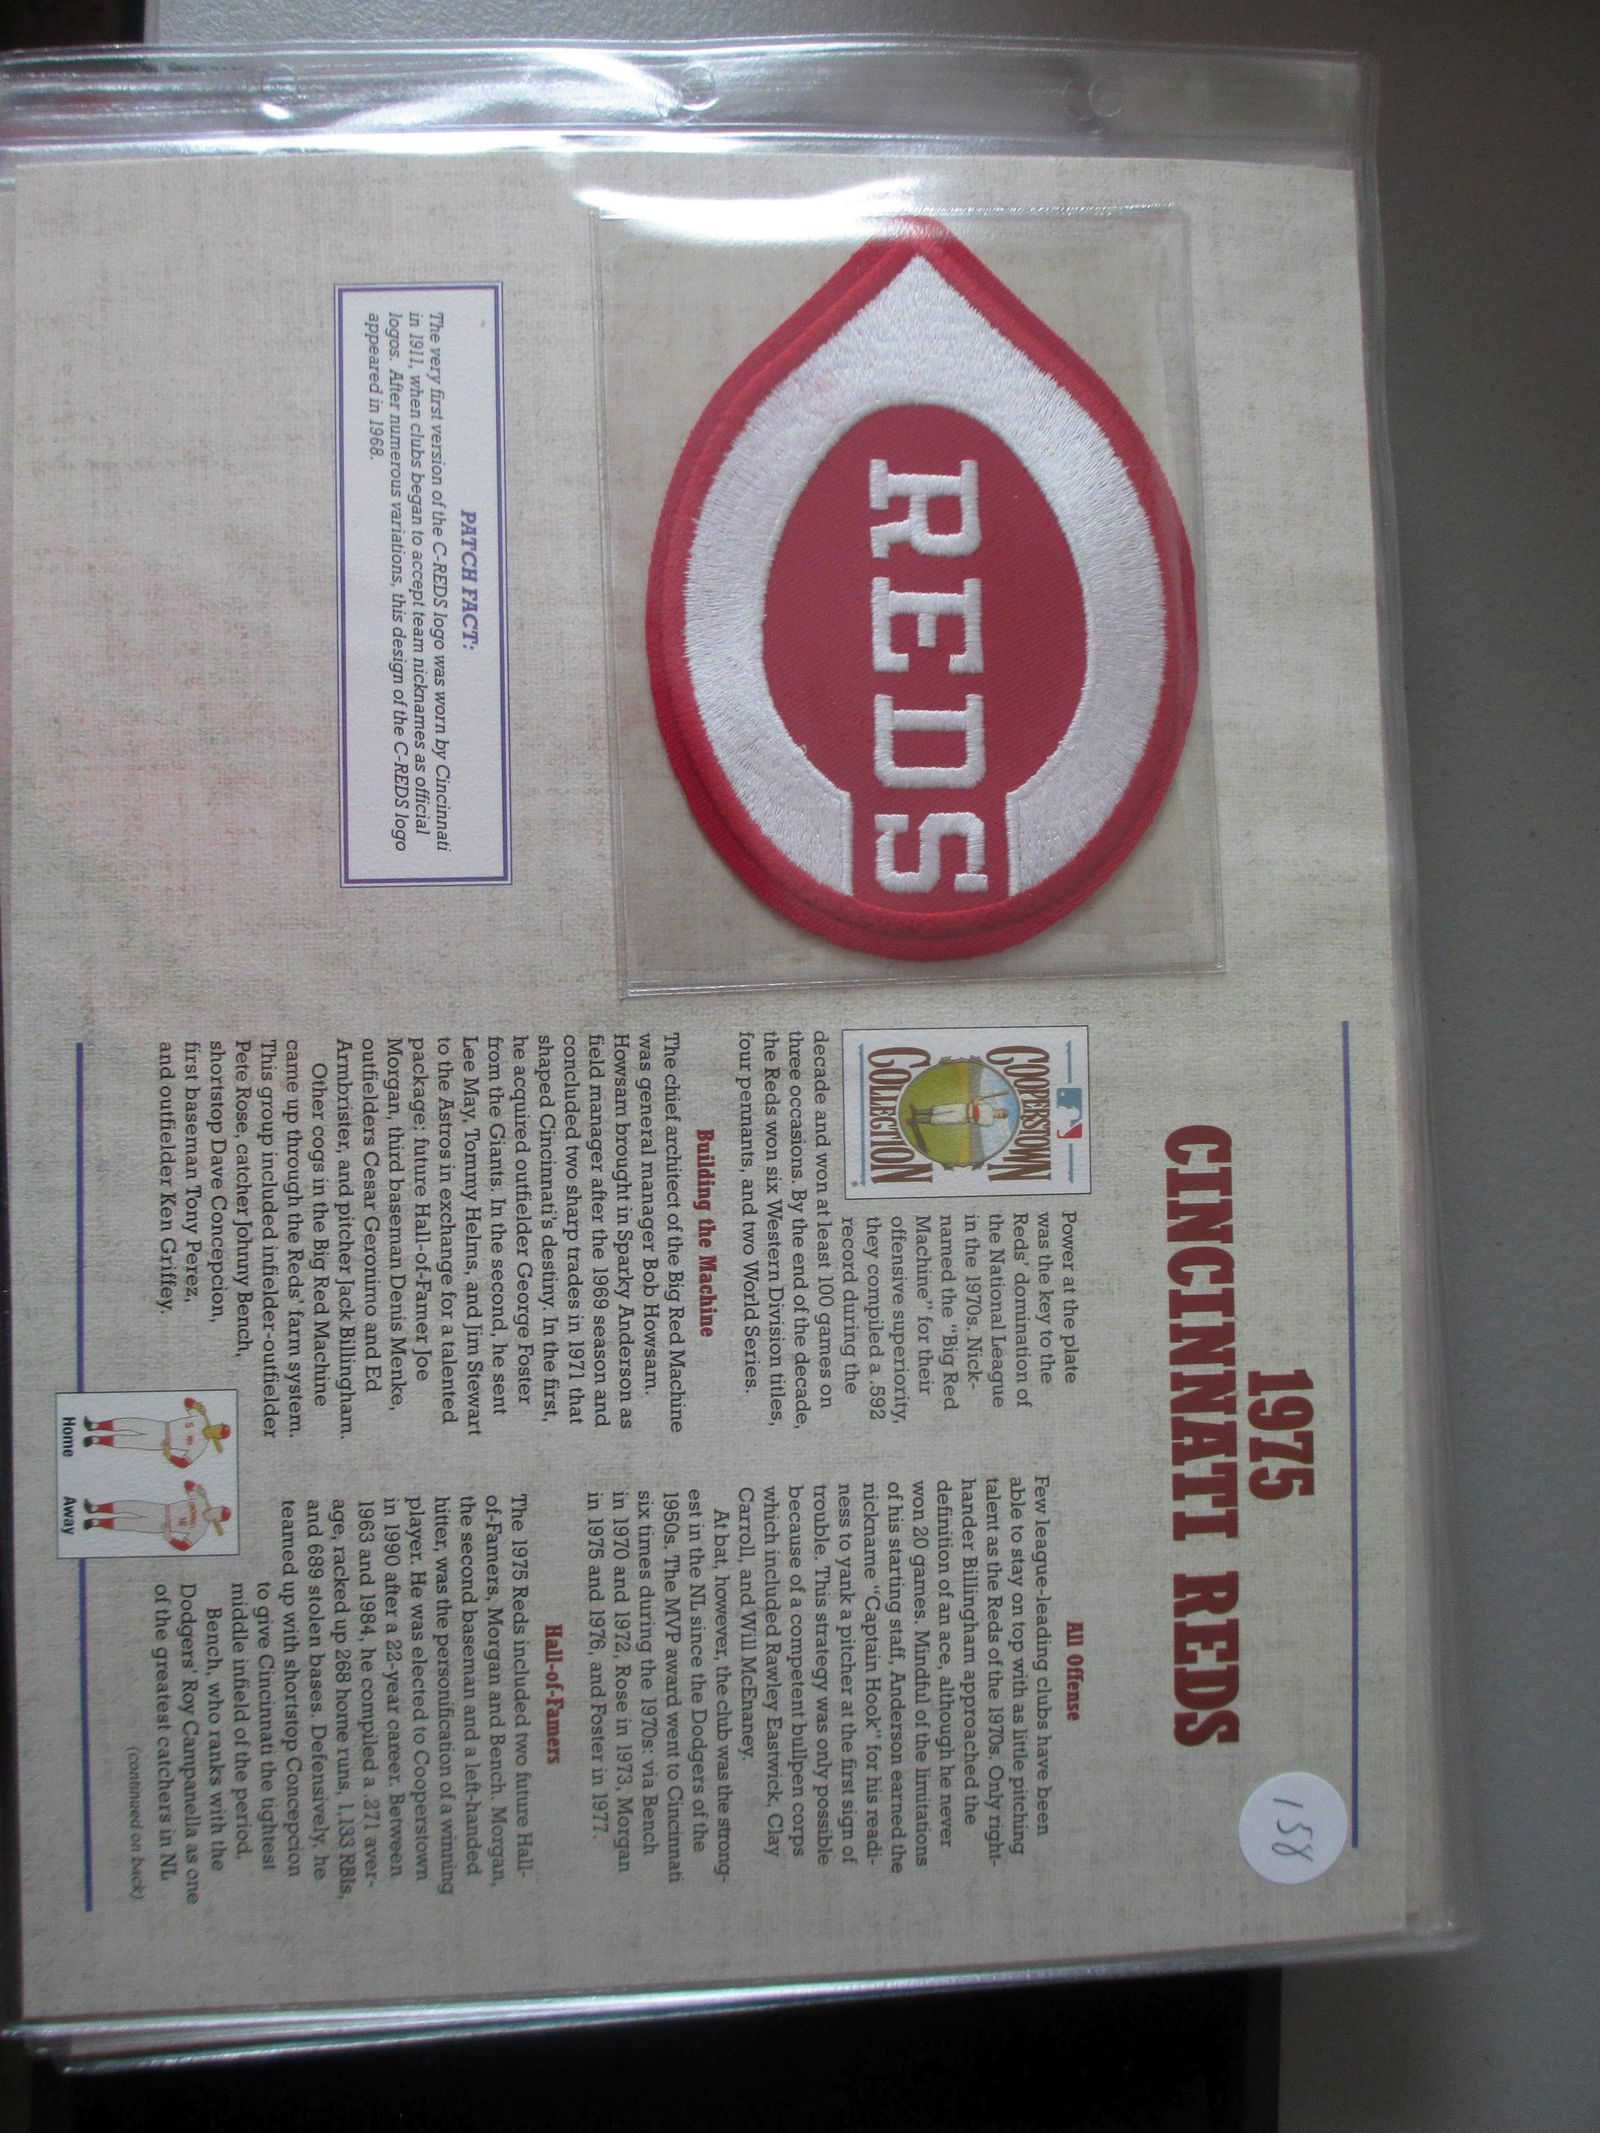 1975
CINCINNATI REDS
158
REDS
PATCH FACT:
The very first version of the C-REDS logo was worn by Cincinnati
in 1911, when clubs began to accept team nicknames as official
logos. After numerous variations, this design of the C-REDS logo
appeared in 1968.
COOPERSTOWN
COLLECTION
Power at the plate
was the key to the
Reds' domination of
the National League
in the 1970s. Nick-
named the "Big Red
Machine" for their
offensive superiority,
they compiled a .592
record during the
decade and won at least 100 games on
three occasions. By the end of the decade,
the Reds won six Western Division titles,
four pennants, and two World Series.
Building the Machine
The chief architect of the Big Red Machine
was general manager Bob Howsam.
Howsam brought in Sparky Anderson as
field manager after the 1969 season and
concluded two sharp trades in 1971 that
shaped Cincinnati's destiny. In the first,
he acquired outfielder George Foster
from the Giants. In the second, he sent
Lee May, Tommy Helms, and Jim Stewart
to the Astros in exchange for a talented
package: future Hall-of-Famer Joe
Morgan, third baseman Denis Menke,
outfielders Cesar Geronimo and Ed
Armbrister, and pitcher Jack Billingham.
Other cogs in the Big Red Machine
came up through the Reds' farm system.
This group included infielder-outfielder
Pete Rose, catcher Johnny Bench,
shortstop Dave Concepcion,
first baseman Tony Perez,
and outfielder Ken Griffey.
Home Away
All Offense
Few league-leading clubs have been
able to stay on top with as little pitching
talent as the Reds of the 1970s. Only right-
hander Billingham approached the
definition of an ace, although he never
won 20 games. Mindful of the limitations
of his starting staff, Anderson earned the
nickname "Captain Hook" for his readi-
ness to yank a pitcher at the first sign of
trouble. This strategy was only possible
because of a competent bullpen corps
which included Rawley Eastwick, Clay
Carroll, and Will McEnaney.
At bat, however, the club was the strong-
est in the NL since the Dodgers of the
1950s. The MVP award went to Cincinnati
six times during the 1970s: via Bench
in 1970 and 1972, Rose in 1973, Morgan
in 1975 and 1976, and Foster in 1977.
Hall-of-Famers
The 1975 Reds included two future Hall-
of-Famers, Morgan and Bench. Morgan,
the second baseman and a left-handed
hitter, was the personification of a winning
player. He was elected to Cooperstown
in 1990 after a 22-year career. Between
1963 and 1984, he compiled a .271 aver-
age, racked up 268 home runs, 1,133 RBIs,
and 689 stolen bases. Defensively, he
teamed up with shortstop Concepcion
to give Cincinnati the tightest
middle infield of the period.
Bench, who ranks with the
Dodgers' Roy Campanella as one
of the greatest catchers in NL
(continued on back)